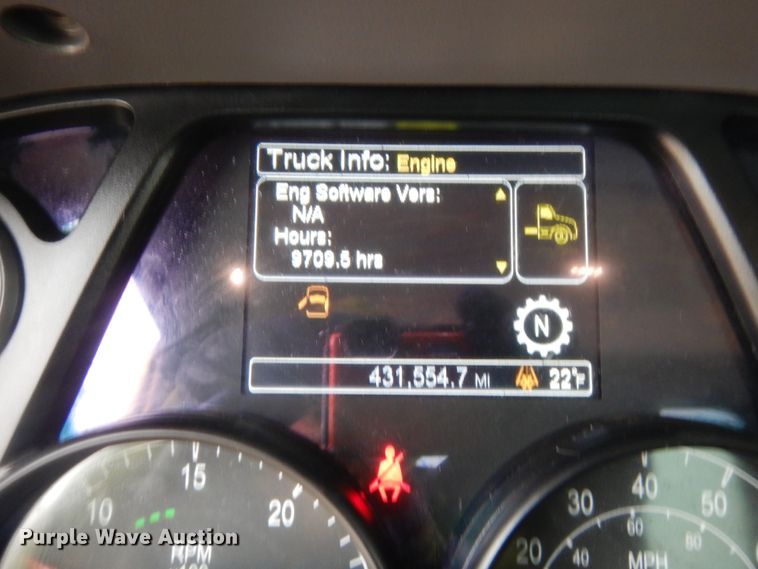 Truck Info: Engine
Eng Software Vers:
N/A
Hours:
9709.5 hrs
N
431,554.7 MI 22°F
10 15 20
RPM
20 30 40 50
40 60 80
MPH
Purple Wave Auction